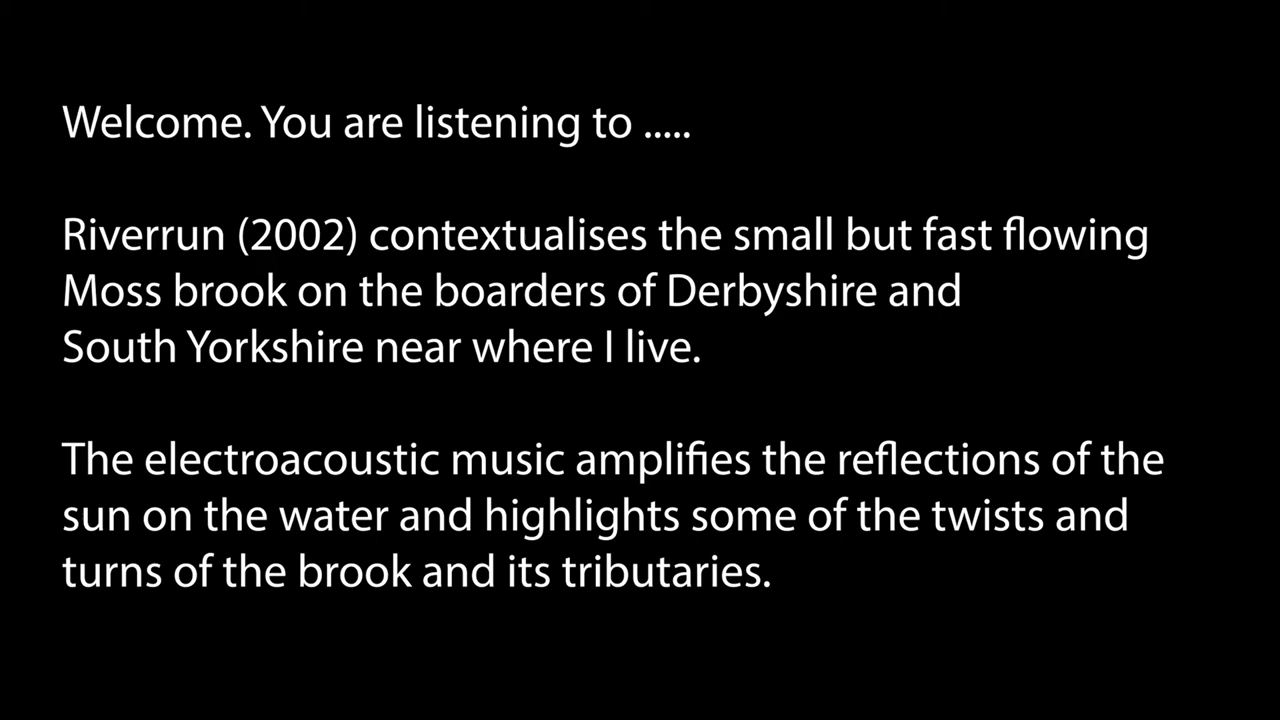 Welcome. You are listening to .....
Riverrun (2002) contextualises the small but fast flowing
Moss brook on the boarders of Derbyshire and
South Yorkshire near where I live.
The electroacoustic music amplifies the reflections of the
sun on the water and highlights some of the twists and
turns of the brook and its tributaries.